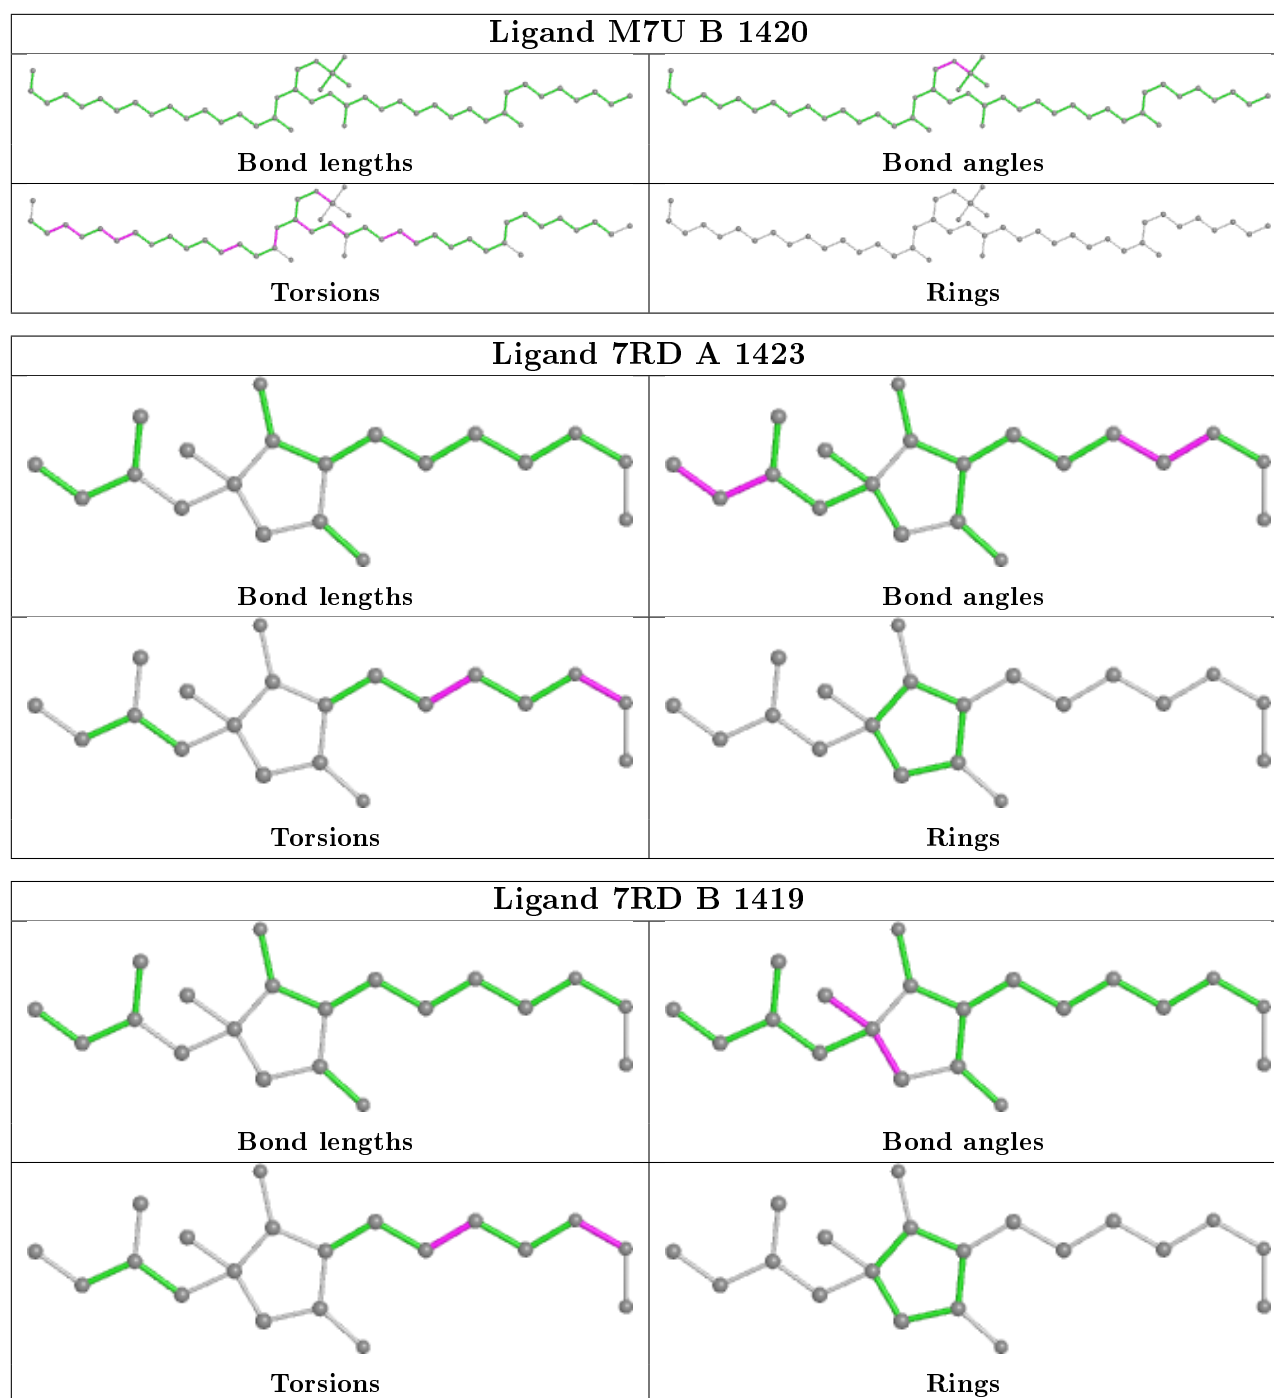 Ligand M7U B 1420
Bond lengths
Bond angles
Torsions
Rings
Ligand 7RD A 1423
Bond lengths
Bond angles
Torsions
Rings
Ligand 7RD B 1419
Bond lengths
Bond angles
Torsions
Rings